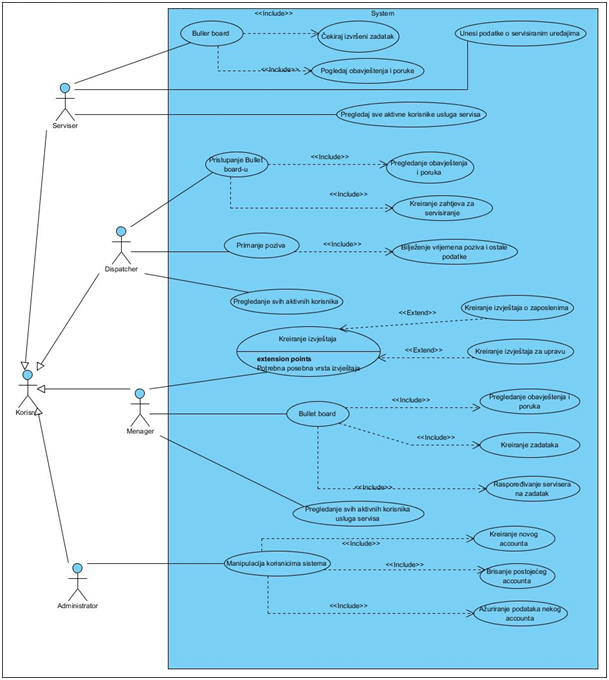 System
<<Include>>
Buller board
Čekiraj izvršeni zadatak
Unesi podatke o servisiranim uređajima
<<Include>>
Pogledaj obavještenja i poruke
Serviser
Pregledaj sve aktivne korisnike usluga servisa
Pristupanje Bullet
board-u
<<Include>>
Pregledanje obavještenja
i poruka
<<Include>>
Kreiranje zahtjeva za
servisiranje
Dispatcher
Primanje poziva
<<Include>>
Bilježenje vrijemena poziva i ostale
podatke
Pregledanje svih aktivnih korisnika
<<Extend>>
Kreiranje izvještaja o zaposlenima
Kreiranje izvještaja
<<Extend>>
Kreiranje izvještaja za upravu
extension points
Potrebna posebna vrsta izvještaja
Menager
Bullet board
<<Include>>
Pregledanje obavještenja i
poruka
<<Include>>
Kreiranje zadataka
<<Include>>
Raspoređivanje servisera
na zadatak
Pregledanje svih aktivnih korisnika
usluga servisa
Manipulacija korisnicima sistema
<<Include>>
Kreiranje novog
accounta
<<Include>>
Brisanje postojećeg
accounta
<<Include>>
Ažuriranje podataka nekog
accounta
Administrator